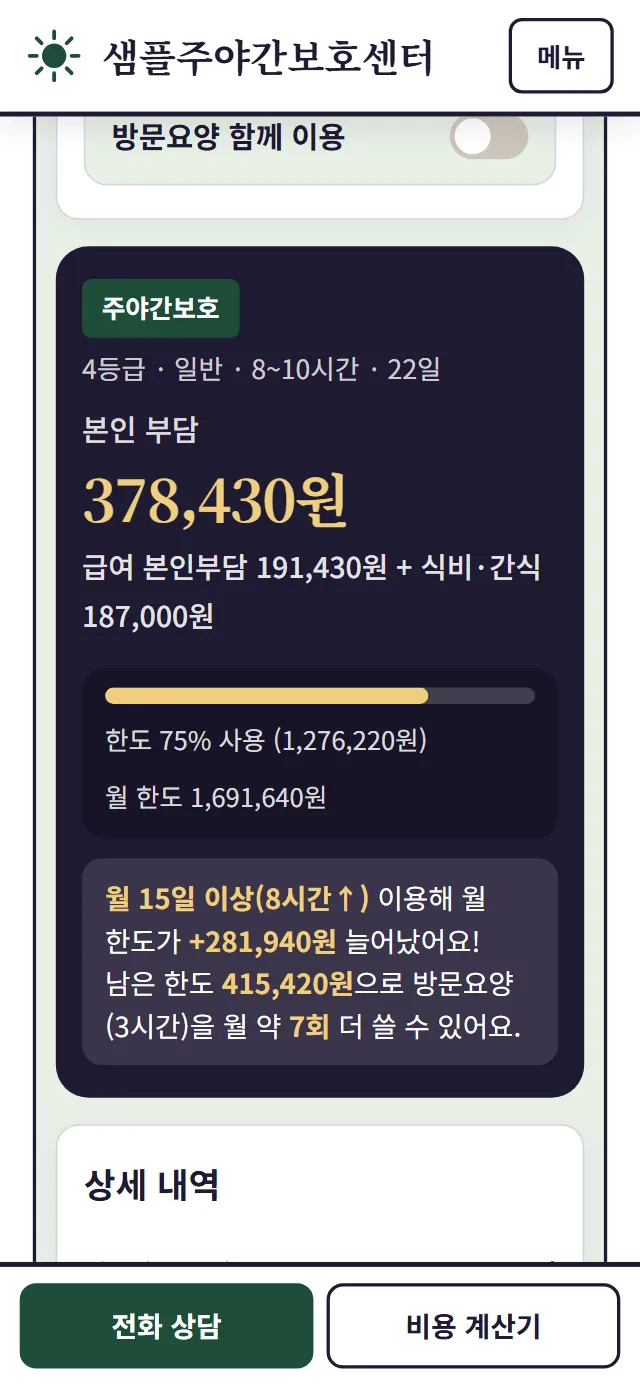 샘플주야간보호센터
메뉴
방문요양 함께 이용
주야간보호
4등급 · 일반 · 8~10시간 · 22일
본인 부담
378,430원
급여 본인부담 191,430원 + 식비·간식
187,000원
한도 75% 사용 (1,276,220원)
월 한도 1,691,640원
월 15일 이상(8시간↑) 이용해 월
한도가 +281,940원 늘어났어요!
남은 한도 415,420원으로 방문요양
(3시간)을 월 약 7회 더 쓸 수 있어요.
상세 내역
전화 상담
비용 계산기